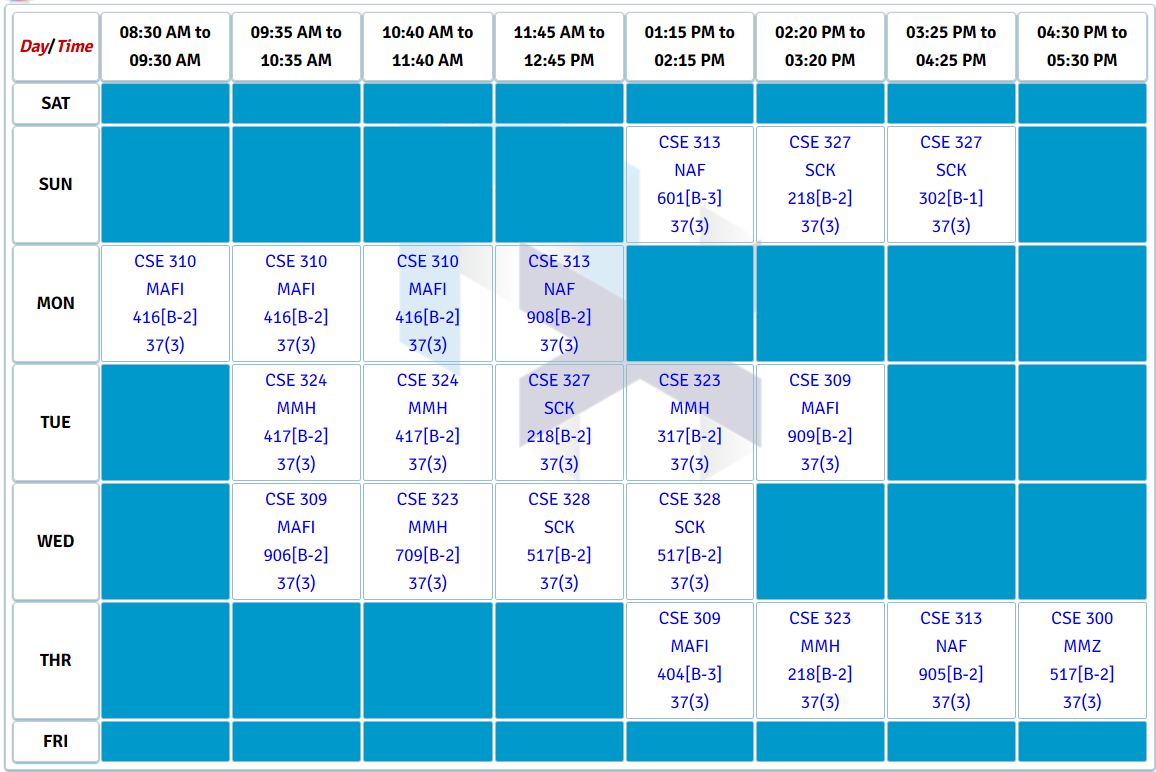 Day/Time
08:30 AM to
09:30 AM
09:35 AM to
10:35 AM
10:40 AM to
11:40 AM
11:45 AM to
12:45 PM
01:15 PM to
02:15 PM
02:20 PM to
03:20 PM
03:25 PM to
04:25 PM
04:30 PM to
05:30 PM
SAT
SUN
CSE 313
NAF
601[B-3]
37(3)
CSE 327
SCK
218[B-2]
37(3)
CSE 327
SCK
302[B-1]
37(3)
MON
CSE 310
MAFI
416[B-2]
37(3)
CSE 310
MAFI
416[B-2]
37(3)
CSE 310
MAFI
416[B-2]
37(3)
CSE 313
NAF
908[B-2]
37(3)
TUE
CSE 324
MMH
417[B-2]
37(3)
CSE 324
MMH
417[B-2]
37(3)
CSE 327
SCK
218[B-2]
37(3)
CSE 323
MMH
317[B-2]
37(3)
CSE 309
MAFI
909[B-2]
37(3)
WED
CSE 309
MAFI
906[B-2]
37(3)
CSE 323
MMH
709[B-2]
37(3)
CSE 328
SCK
517[B-2]
37(3)
CSE 328
SCK
517[B-2]
37(3)
THR
CSE 309
MAFI
404[B-3]
37(3)
CSE 323
MMH
218[B-2]
37(3)
CSE 313
NAF
905[B-2]
37(3)
CSE 300
MMZ
517[B-2]
37(3)
FRI